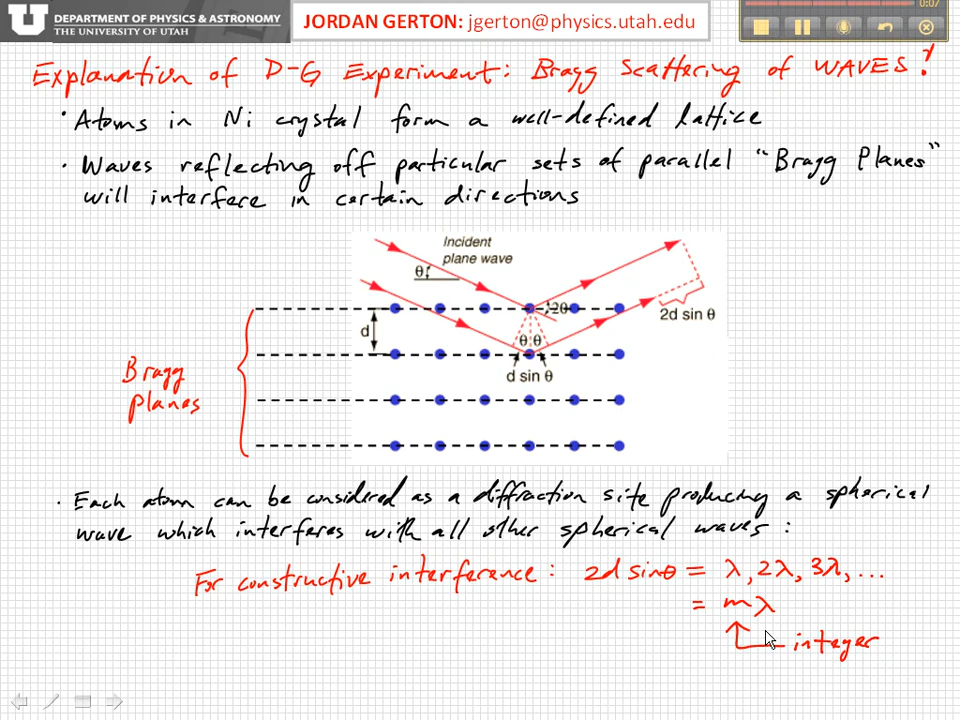 DEPARTMENT OF PHYSICS & ASTRONOMY
THE UNIVERSITY OF UTAH
JORDAN GERTON: jgerton@physics.utah.edu
0:07
Explanation of D-G Experiment: Bragg Scattering of WAVES!
• Atoms in Ni crystal form a well-defined lattice
• Waves reflecting off particular sets of parallel "Bragg Planes"
will interfere in certain directions
Incident
plane wave
θ
2θ
2d sin θ
d
θ θ
d sin θ
Bragg
Planes
• Each atom can be considered as a diffraction site producing a spherical
wave which interferes with all other spherical waves:
For constructive interference: 2d sinθ = λ, 2λ, 3λ, ...
= mλ
integer